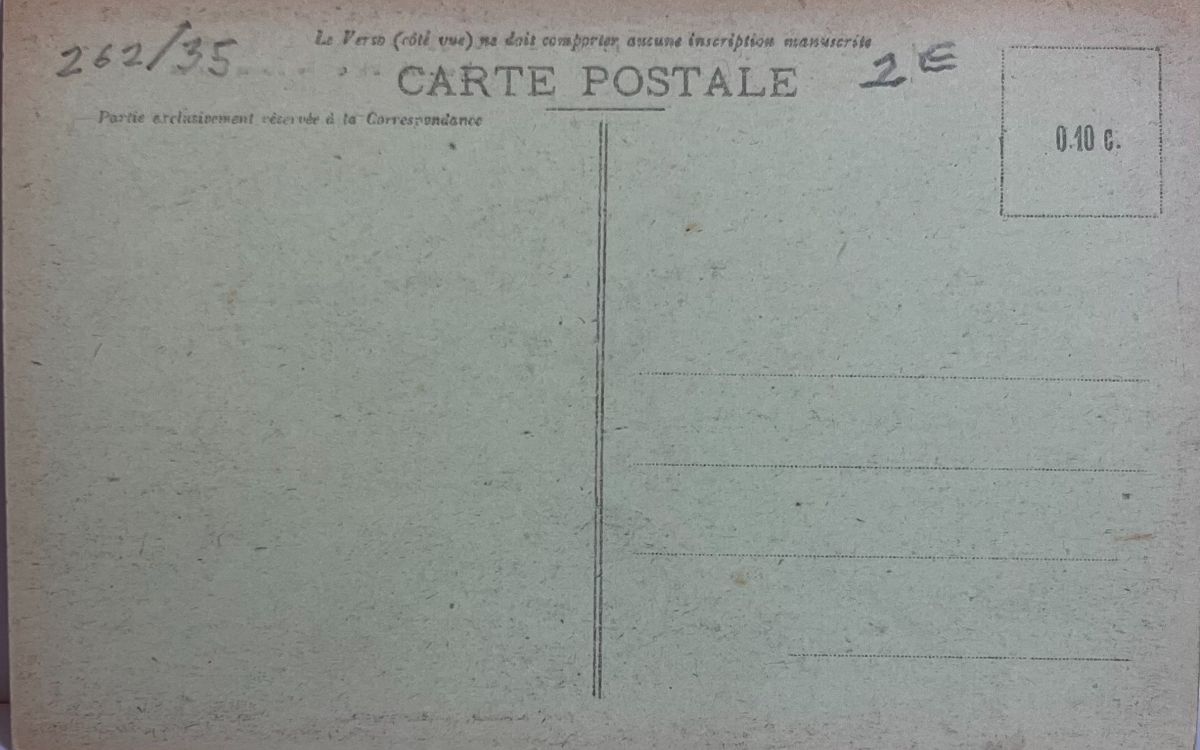 262/35
Le Verso (côté vue) ne doit comporter aucune inscription manuscrite
CARTE POSTALE
2 €
Partie exclusivement réservée à la Correspondance
0.10 c.